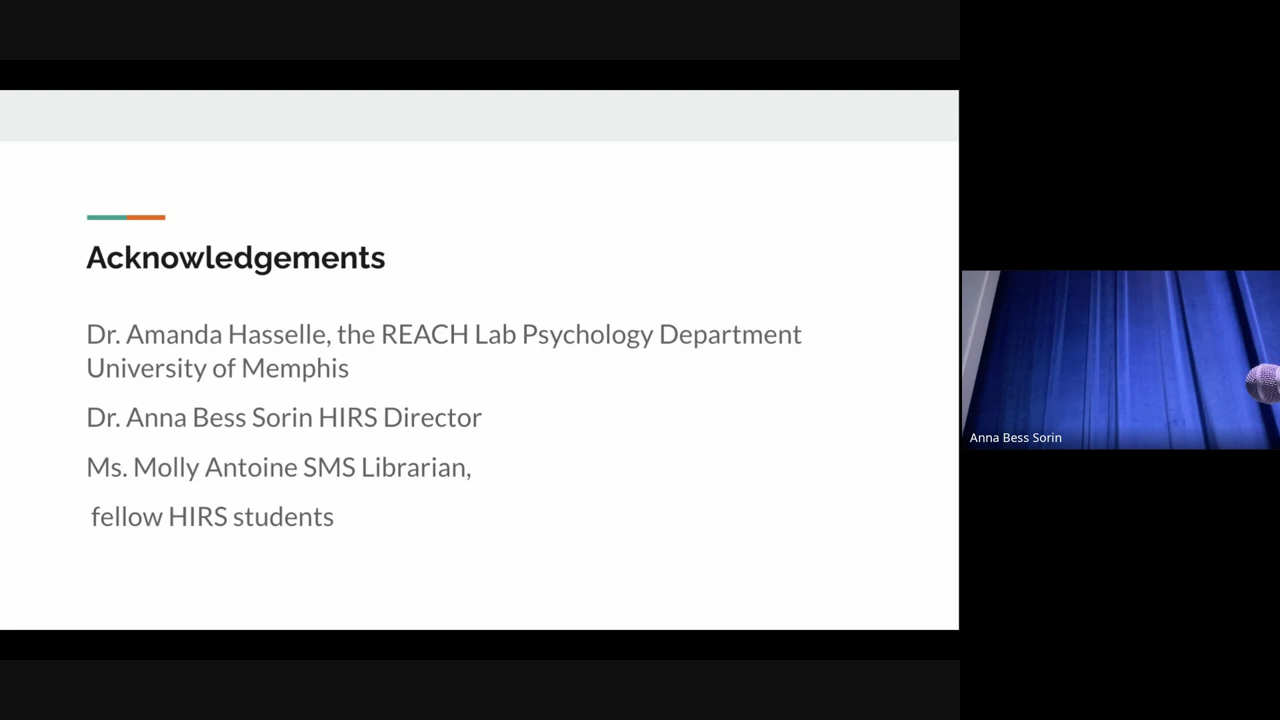 Acknowledgements
Dr. Amanda Hasselle, the REACH Lab Psychology Department
University of Memphis
Dr. Anna Bess Sorin HIRS Director
Ms. Molly Antoine SMS Librarian,
fellow HIRS students
Anna Bess Sorin